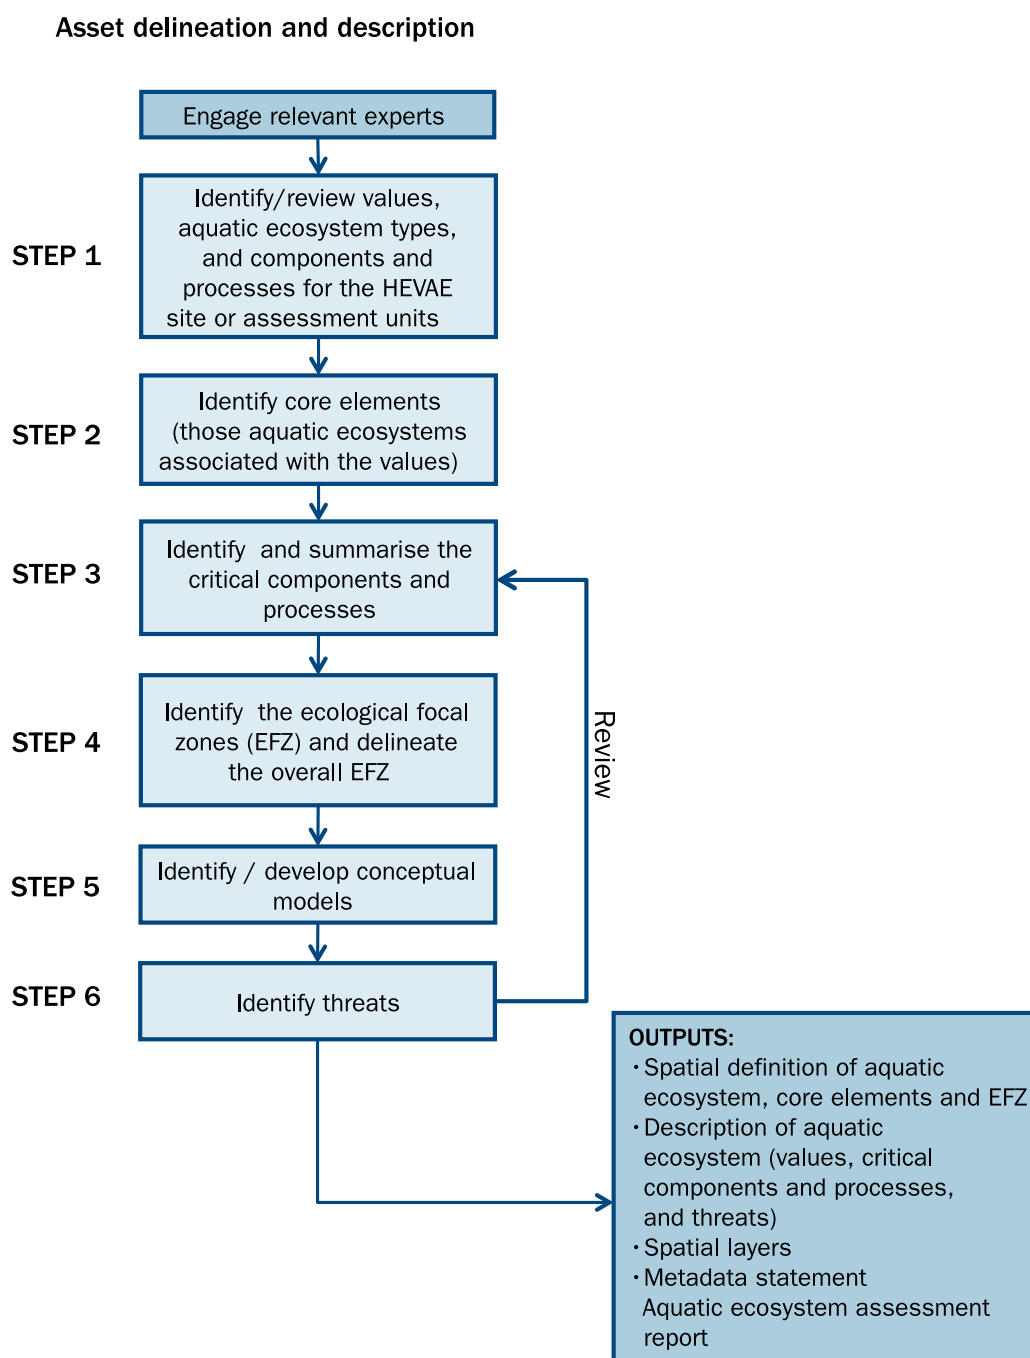 Asset delineation and description
Engage relevant experts
STEP 1
Identify/review values,
aquatic ecosystem types,
and components and
processes for the HEVAE
site or assessment units
STEP 2
Identify core elements
(those aquatic ecosystems
associated with the values)
STEP 3
Identify and summarise the
critical components and
processes
STEP 4
Identify the ecological focal
zones (EFZ) and delineate
the overall EFZ
Review
STEP 5
Identify / develop conceptual
models
STEP 6
Identify threats
OUTPUTS:
· Spatial definition of aquatic
ecosystem, core elements and EFZ
· Description of aquatic
ecosystem (values, critical
components and processes,
and threats)
· Spatial layers
· Metadada statement
Aquatic ecosystem assessment
report